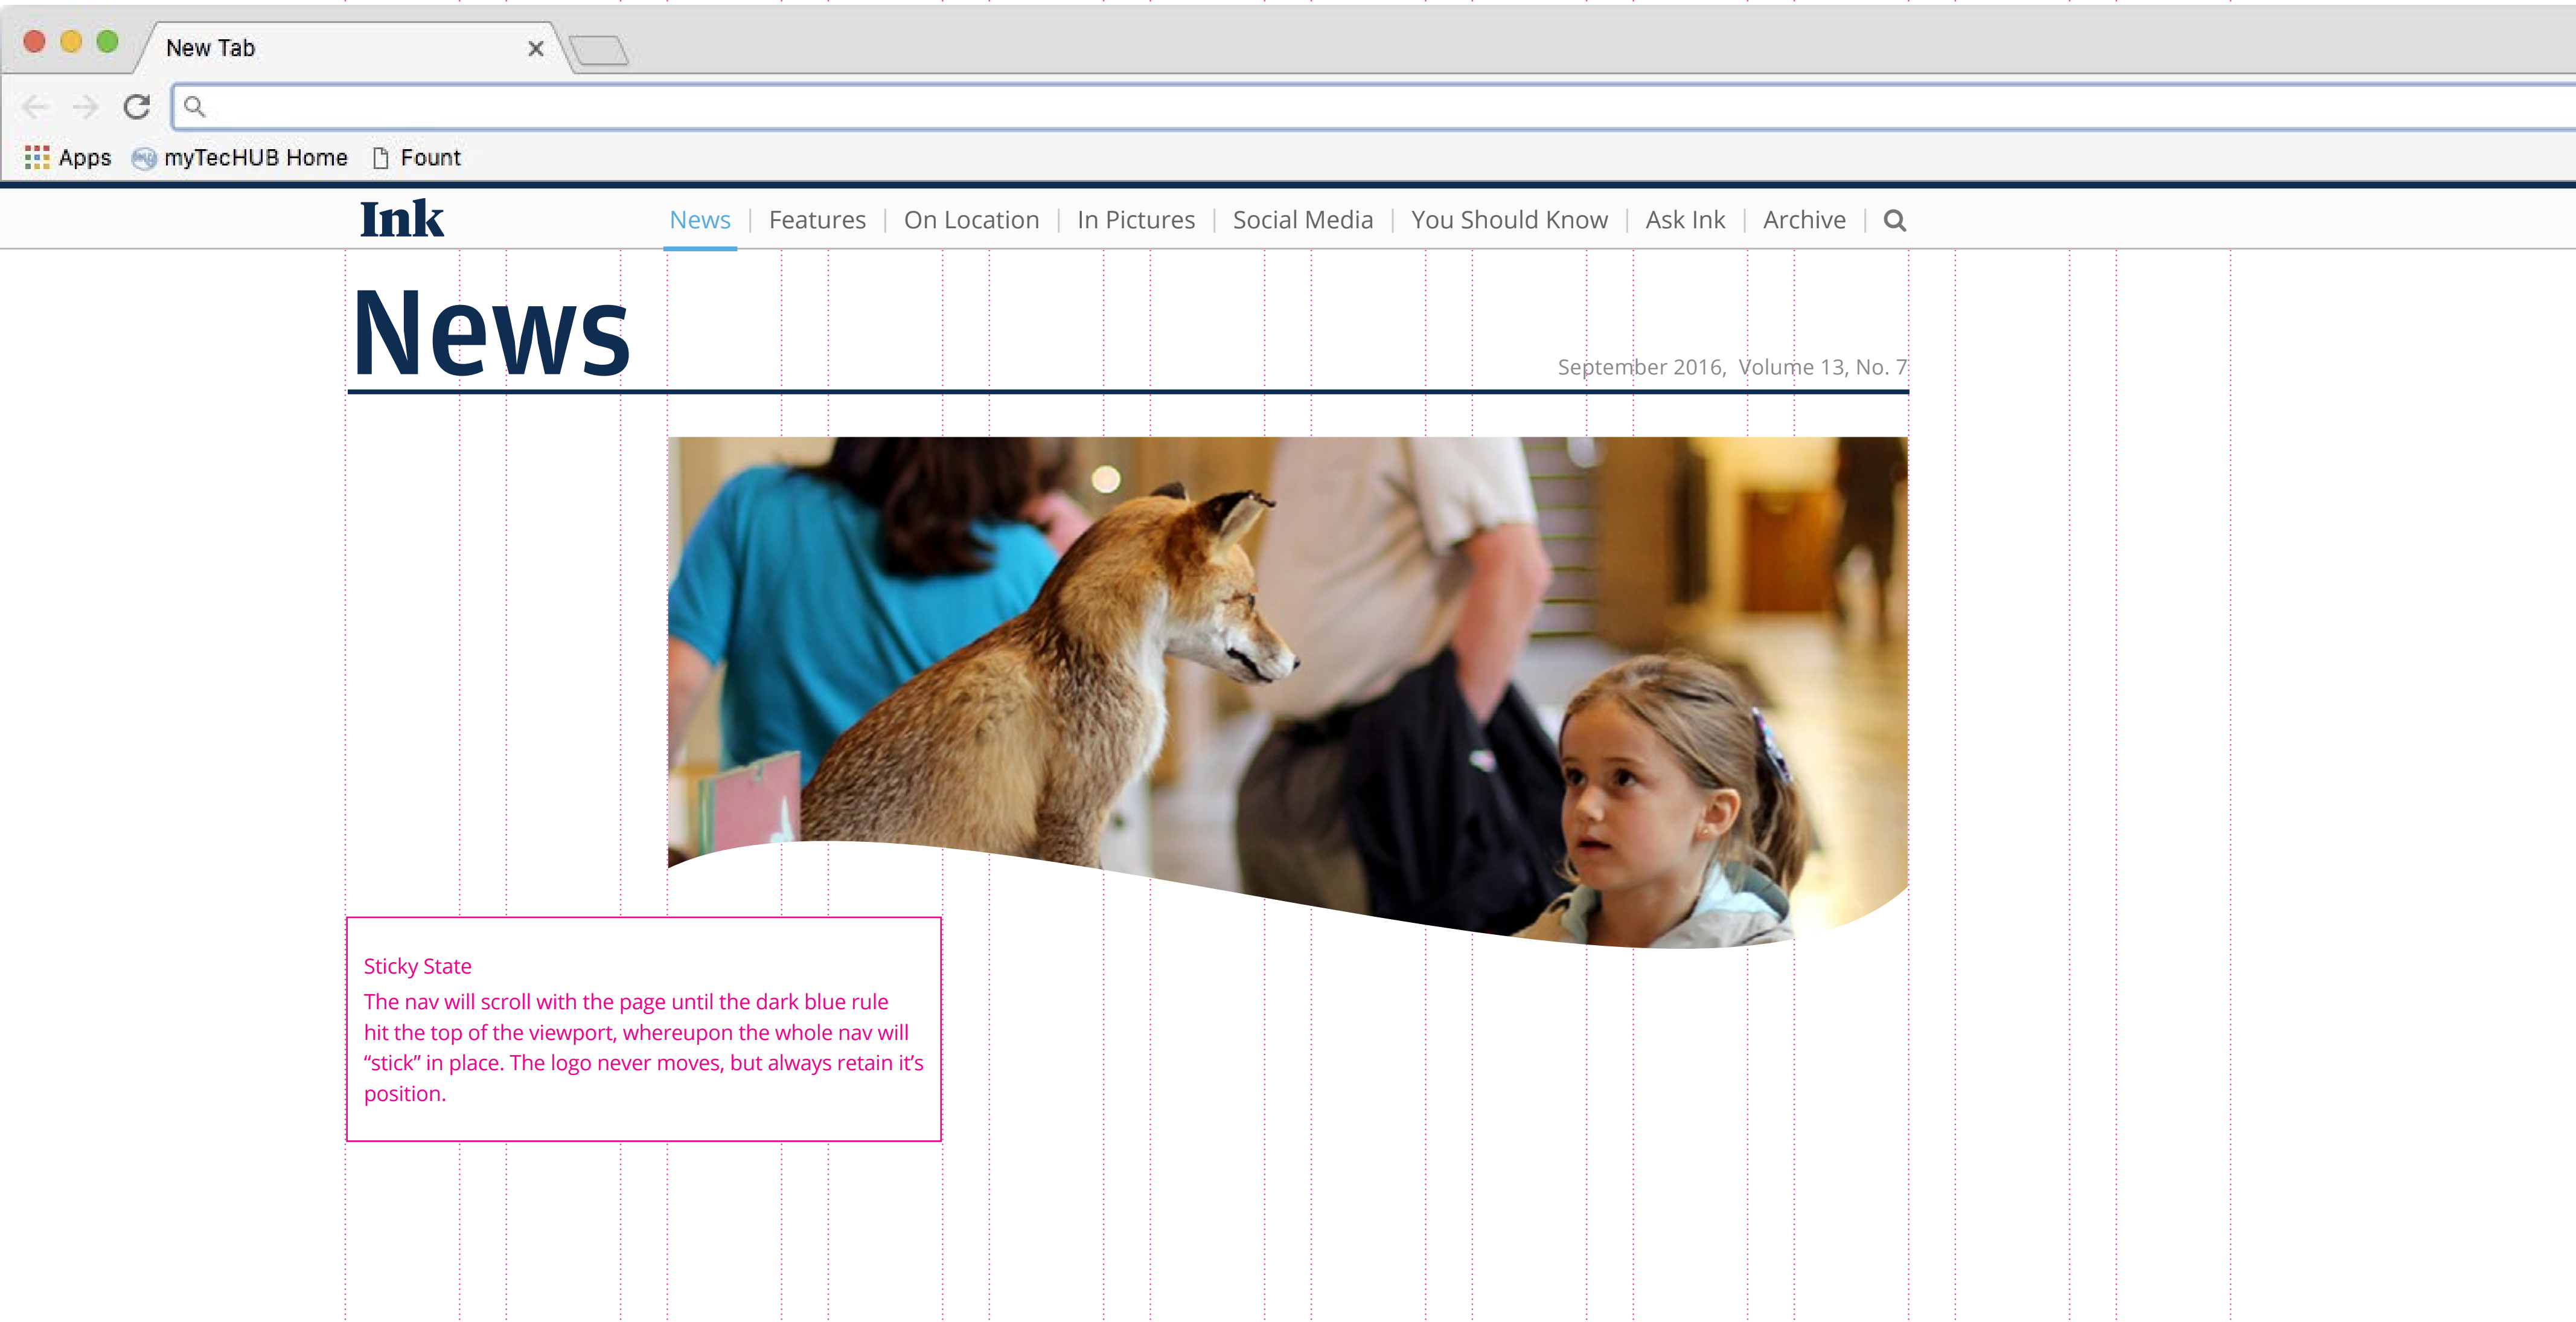 New Tab
Apps myTecHUB Home Fount
Ink News Features On Location In Pictures Social Media You Should Know Ask Ink Archive
News
September 2016, Volume 13, No. 7
Sticky State
The nav will scroll with the page until the dark blue rule
hit the top of the viewport, whereupon the whole nav will
“stick” in place. The logo never moves, but always retain it’s
position.